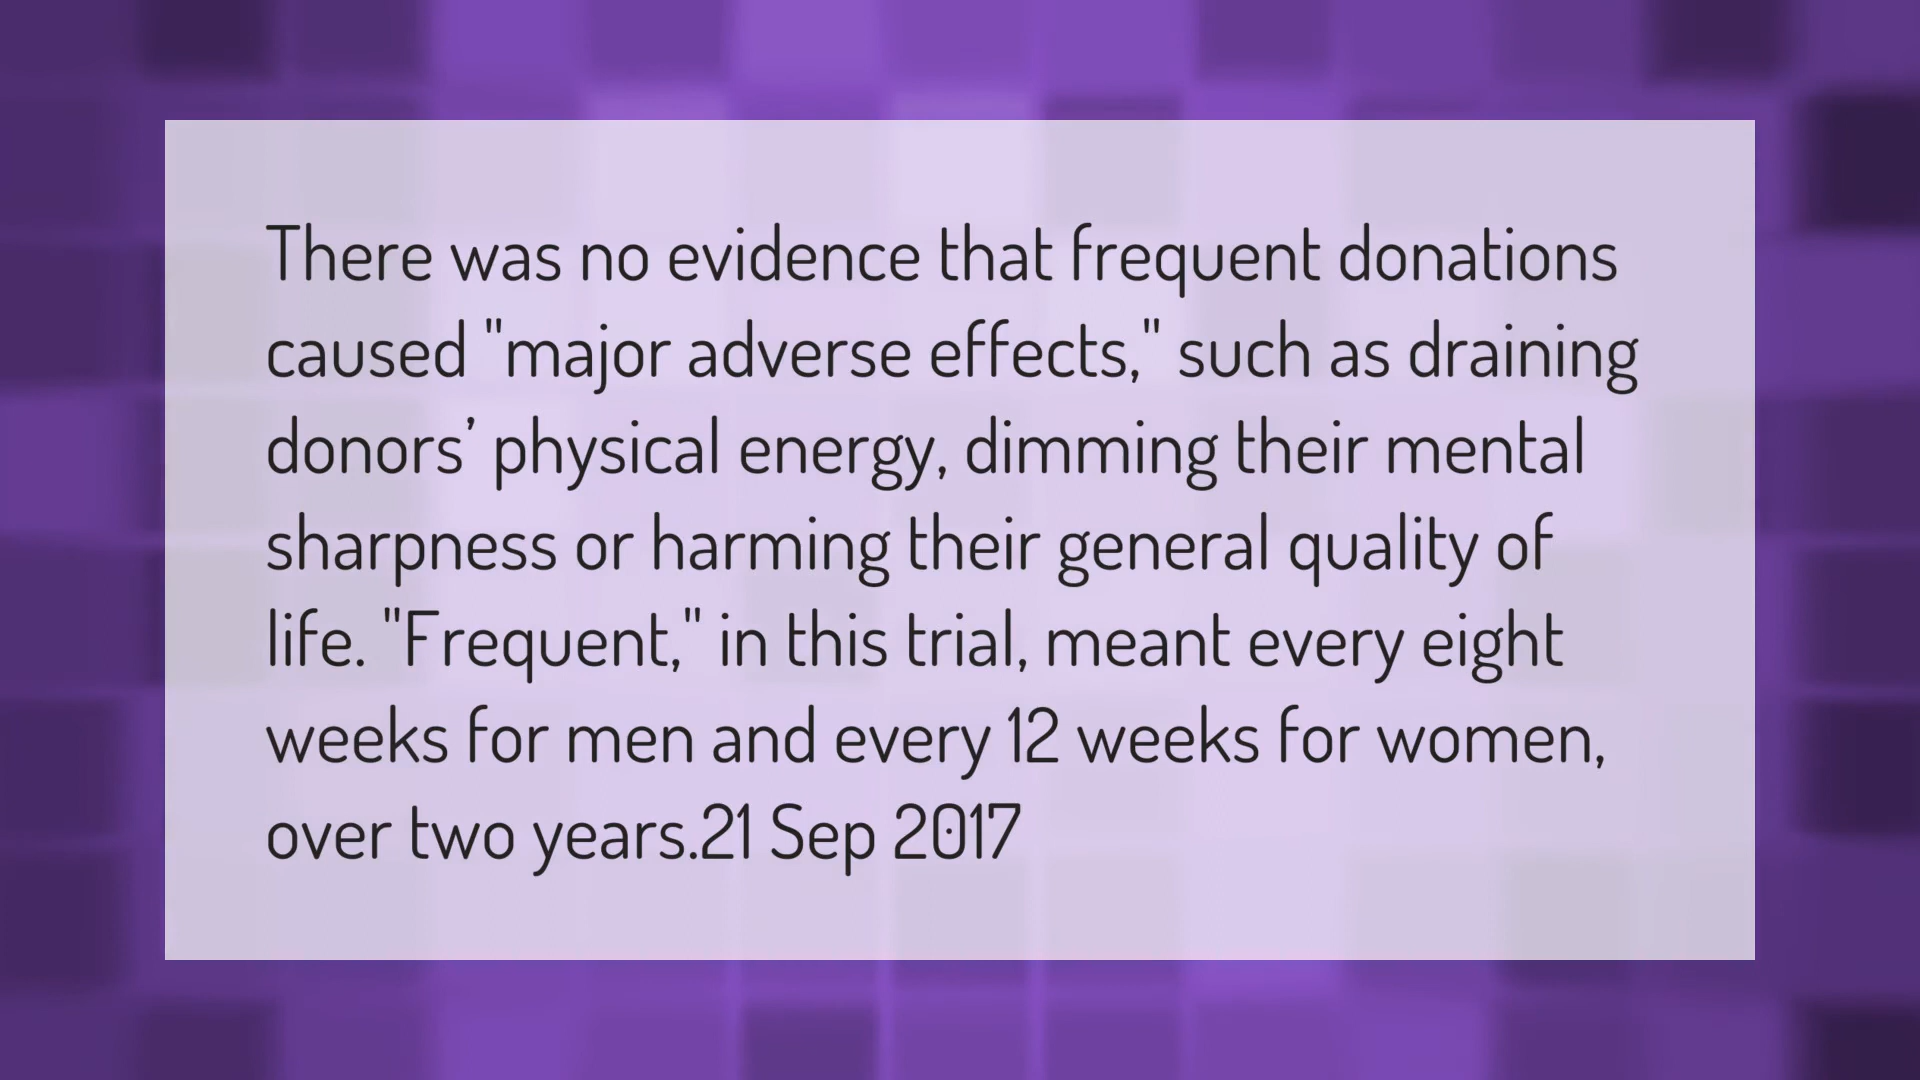 There was no evidence that frequent donations
caused "major adverse effects," such as draining
donors’ physical energy, dimming their mental
sharpness or harming their general quality of
life. "Frequent," in this trial, meant every eight
weeks for men and every 12 weeks for women,
over two years.21 Sep 2017